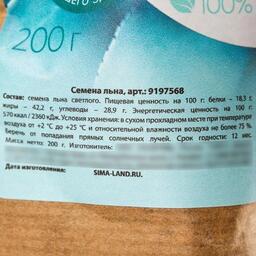 100%
200 г
Семена льна, арт.: 9197568
Состав: семена льна светлого. Пищевая ценность на 100 г: белки – 18,3 г,
жиры – 42,2 г, углеводы – 28,9 г. Энергетическая ценность на 100 г:
570 ккал / 2360 кДж. Условия хранения: в сухом прохладном месте при температуре
воздуха от +2 °С до +25 °С и относительной влажности воздуха не более 75 %.
Беречь от попадания прямых солнечных лучей. Срок годности: 12 мес.
Масса нетто: 200 г. Изготовитель:
Дата изготовления:
SIMA-LAND.RU.